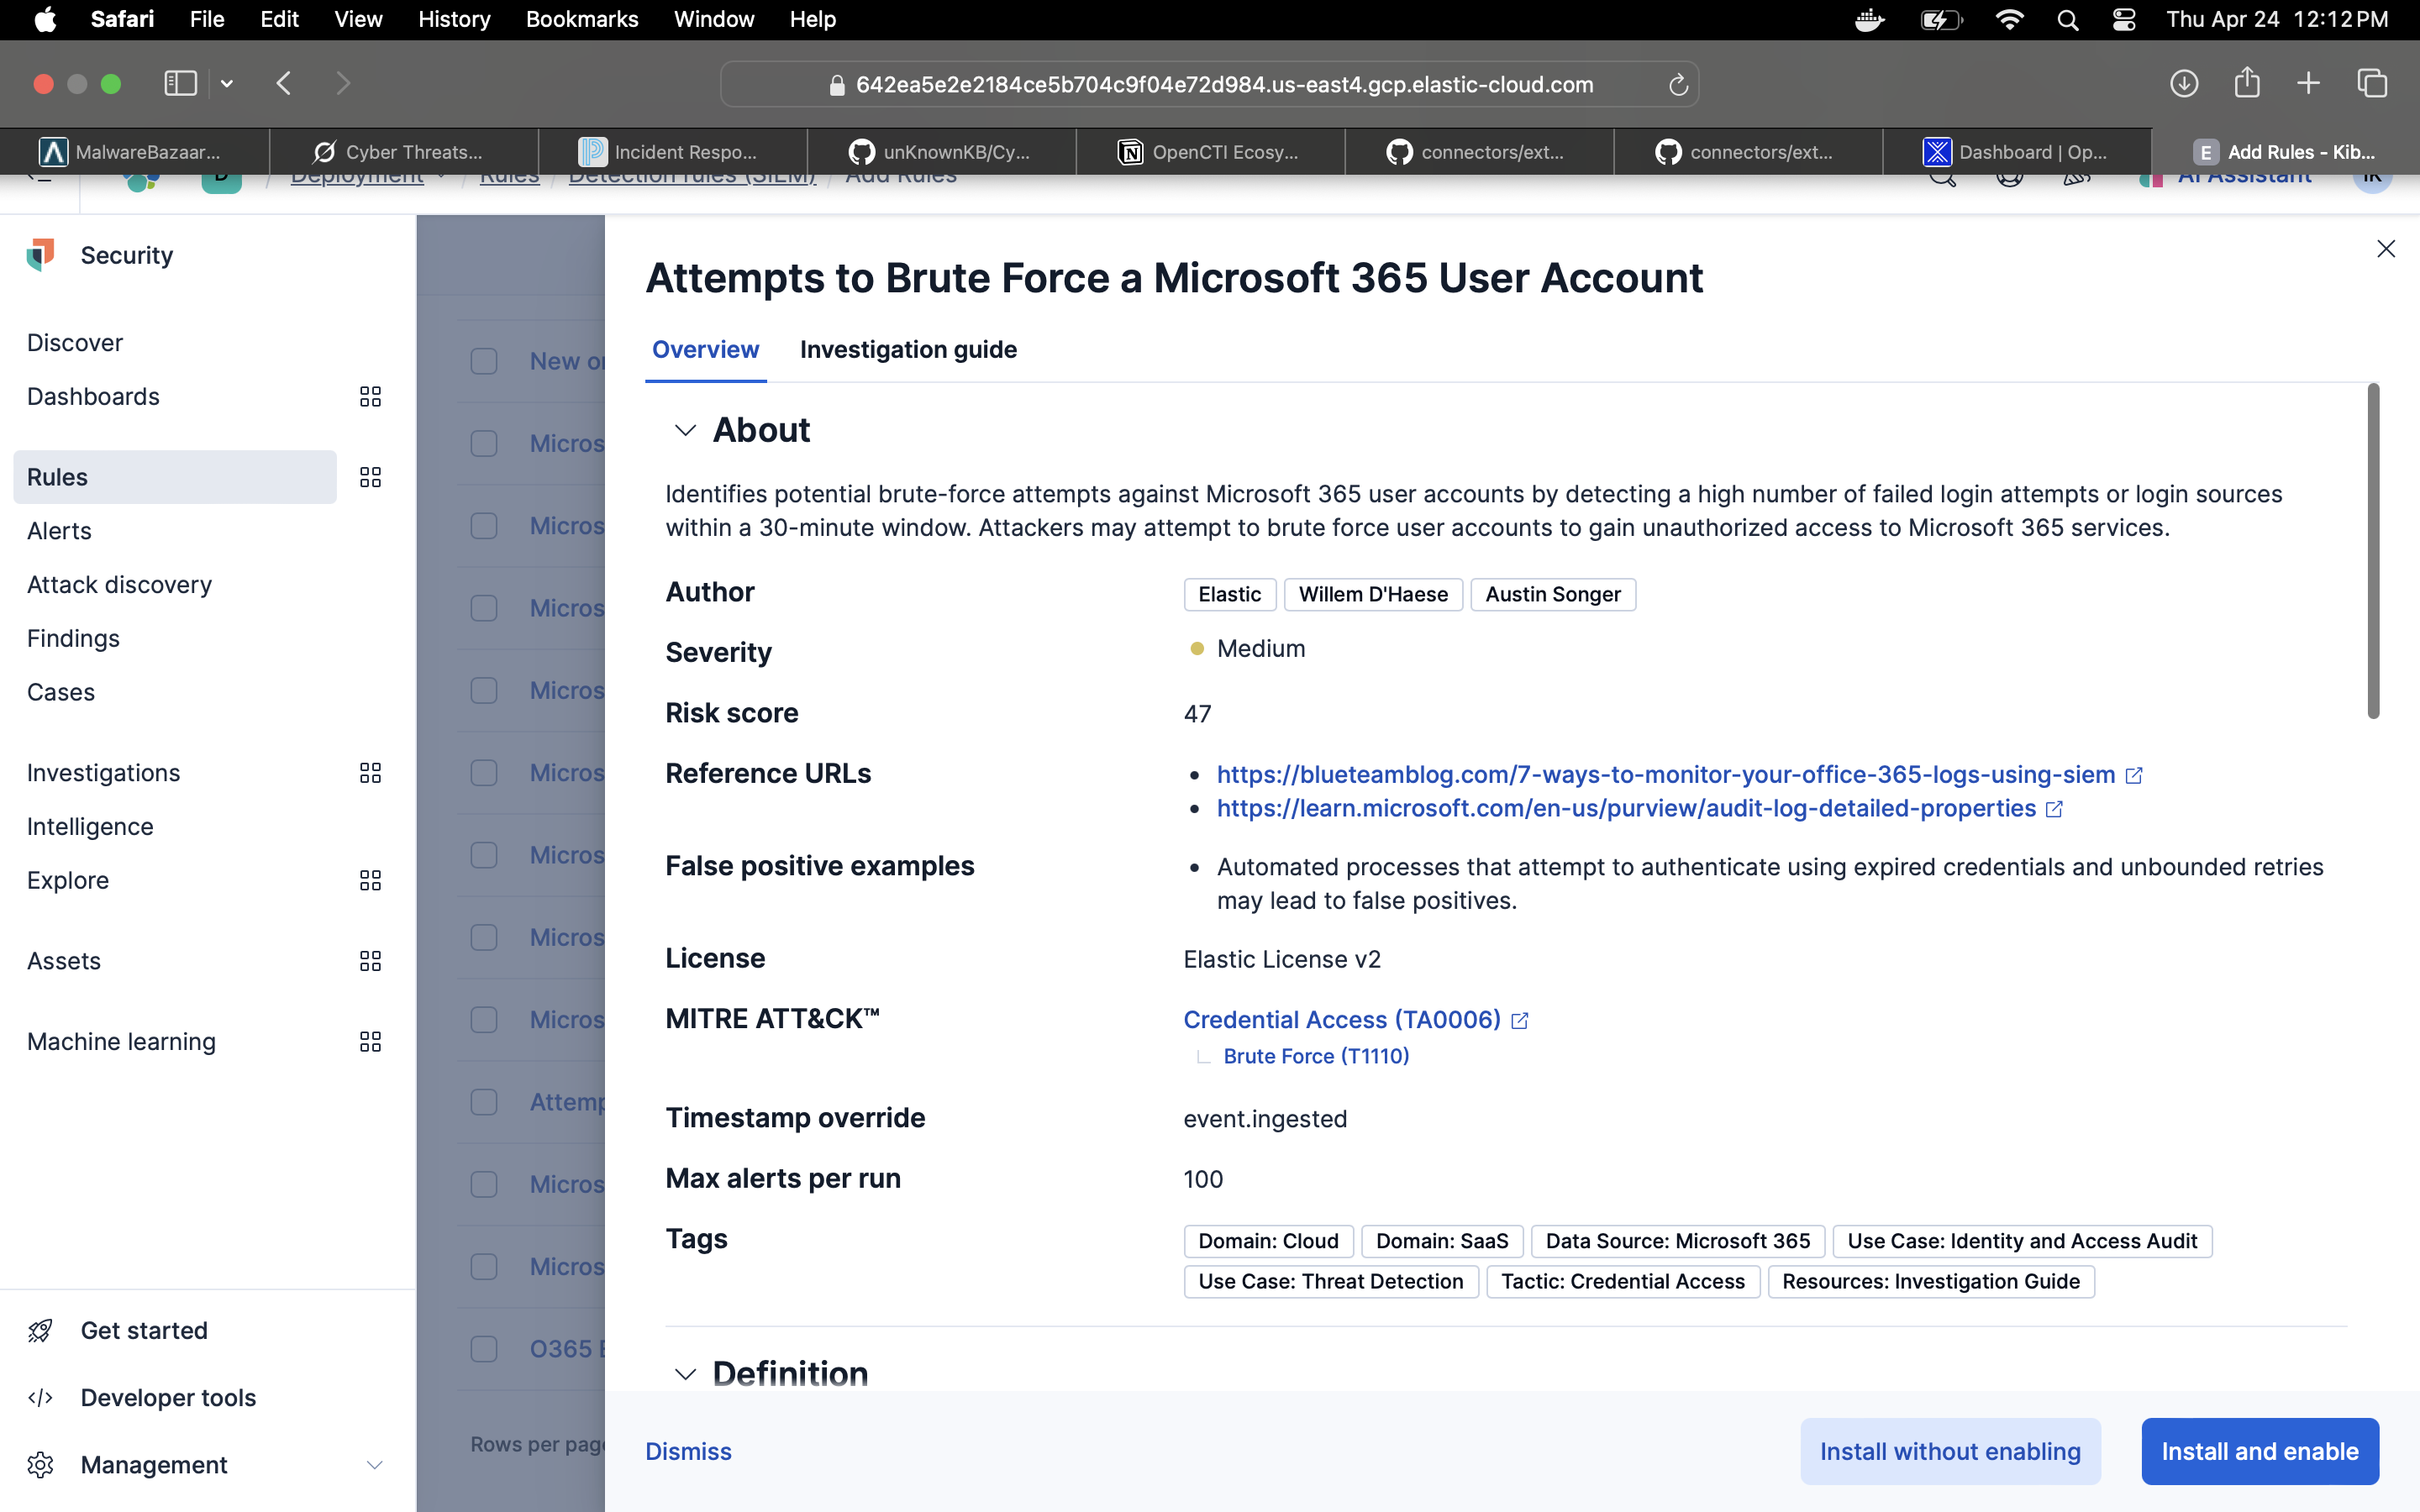 Safari File Edit View History Bookmarks Window Help Thu Apr 24 12:12 PM
642ea5e2e2184ce5b704c9f04e72d984.us-east4.gcp.elastic-cloud.com
MalwareBazaar... Cyber Threats... Incident Respo... unKnownKB/Cy... OpenCTI Ecosy... connectors/ext... connectors/ext... Dashboard | Op... E Add Rules - Kib...
D / Deployment / Rules / Detection rules (SIEM) / Add Rules AI Assistant
Security
Discover
Dashboards
Rules
Alerts
Attack discovery
Findings
Cases
Investigations
Intelligence
Explore
Assets
Machine learning
Get started
Developer tools
Management
New o
Micros
Micros
Micros
Micros
Micros
Micros
Micros
Micros
Attemp
Micros
Micros
O365 E
Rows per page
Attempts to Brute Force a Microsoft 365 User Account
Overview Investigation guide
About
Identifies potential brute-force attempts against Microsoft 365 user accounts by detecting a high number of failed login attempts or login sources
within a 30-minute window. Attackers may attempt to brute force user accounts to gain unauthorized access to Microsoft 365 services.
Author Elastic Willem D'Haese Austin Songer
Severity Medium
Risk score 47
Reference URLs • https://blueteamblog.com/7-ways-to-monitor-your-office-365-logs-using-siem
• https://learn.microsoft.com/en-us/purview/audit-log-detailed-properties
False positive examples • Automated processes that attempt to authenticate using expired credentials and unbounded retries
may lead to false positives.
License Elastic License v2
MITRE ATT&CK™ Credential Access (TA0006)
Brute Force (T1110)
Timestamp override event.ingested
Max alerts per run 100
Tags Domain: Cloud Domain: SaaS Data Source: Microsoft 365 Use Case: Identity and Access Audit
Use Case: Threat Detection Tactic: Credential Access Resources: Investigation Guide
Definition
Dismiss Install without enabling Install and enable